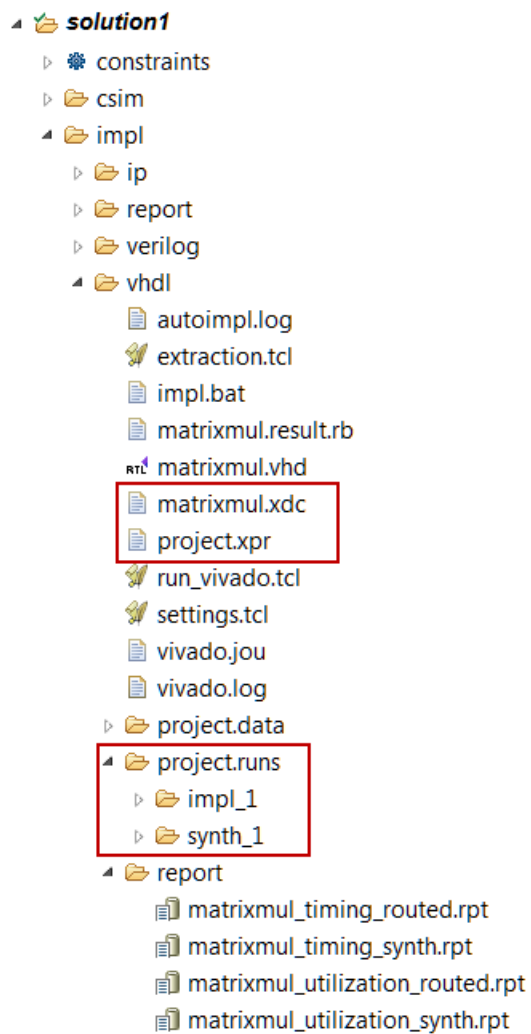 solution1
constraints
csim
impl
ip
report
verilog
vhdl
autoimpl.log
extraction.tcl
impl.bat
matrixmul.result.rb
RTL matrixmul.vhd
matrixmul.xdc
project.xpr
run_vivado.tcl
settings.tcl
vivado.jou
vivado.log
project.data
project.runs
impl_1
synth_1
report
matrixmul_timing_routed.rpt
matrixmul_timing_synth.rpt
matrixmul_utilization_routed.rpt
matrixmul_utilization_synth.rpt